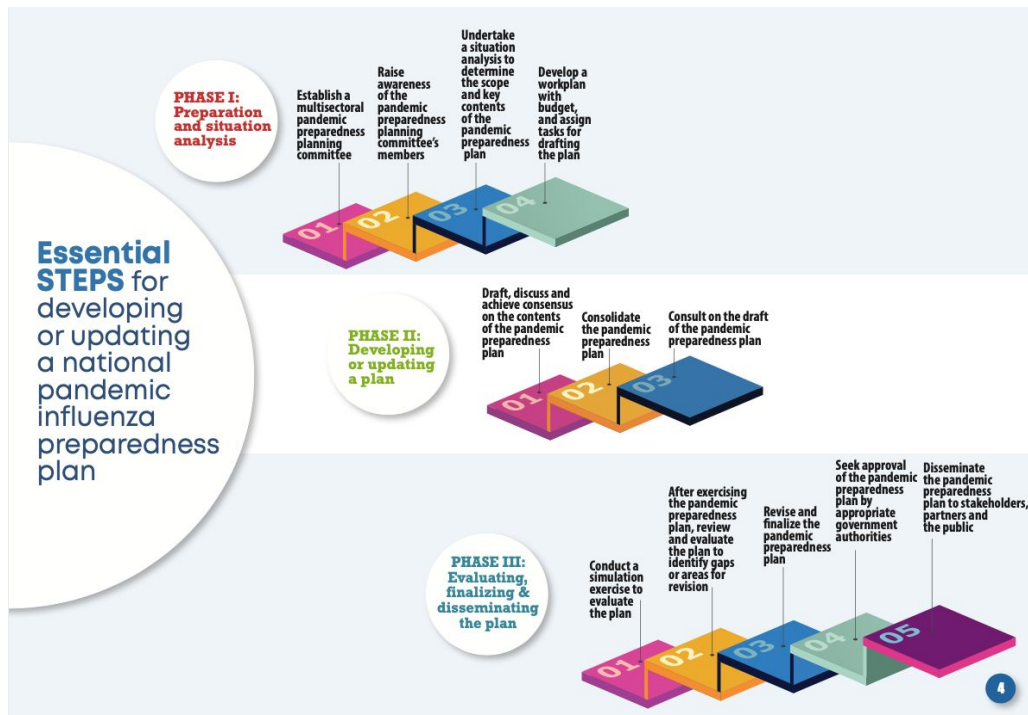 Essential
STEPS for
developing
or updating
a national
pandemic
influenza
preparedness
plan
PHASE I:
Preparation
and situation
analysis
Establish a
multisectoral
pandemic
preparedness
planning
committee
Raise
awareness
of the
pandemic
preparedness
planning
committee's
members
Undertake
a situation
analysis to
determine
the scope
and key
contents
of the
pandemic
preparedness
plan
Develop a
workplan
with
budget,
and assign
tasks for
drafting
the plan
01
02
03
04
PHASE II:
Developing
or updating
a plan
Draft, discuss and
achieve consensus
on the contents
of the pandemic
preparedness
plan
Consolidate
the pandemic
preparedness
plan
Consult on the draft
of the pandemic
preparedness plan
01
02
03
PHASE III:
Evaluating,
finalizing &
disseminating
the plan
Conduct a
simulation
exercise to
evaluate
the plan
After exercising
the pandemic
preparedness
plan, review
and evaluate
the plan to
identify gaps
or areas for
revision
Revise and
finalize the
pandemic
preparedness
plan
Seek approval
of the pandemic
preparedness
plan by
appropriate
government
authorities
Disseminate
the pandemic
preparedness
plan to stakeholders,
partners and
the public
01
02
03
04
05
4